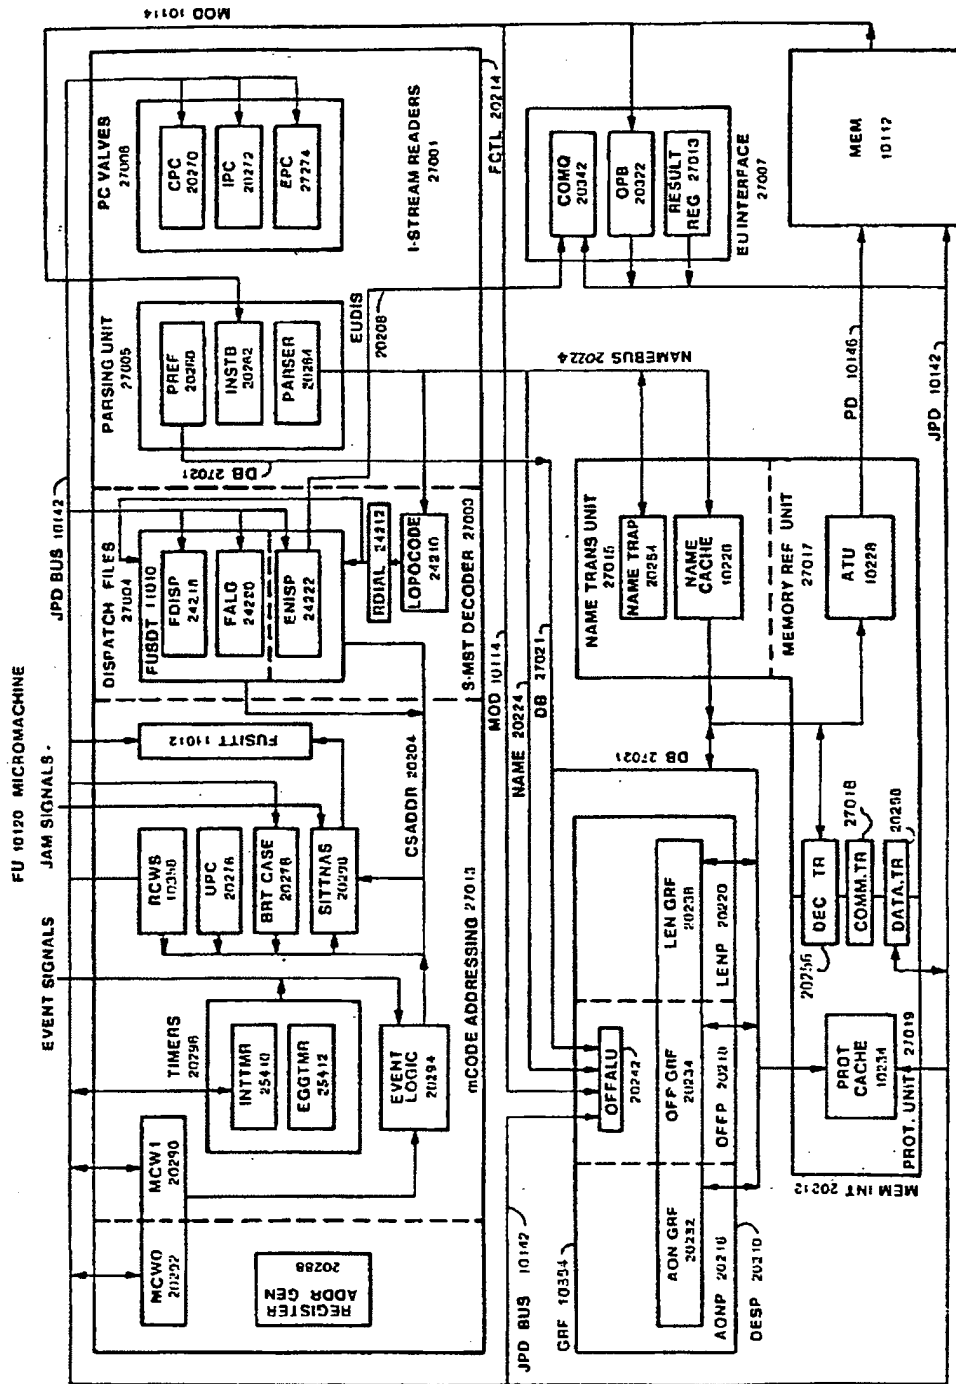 FU 10120 MICROMACHINE
EVENT SIGNALS
JAM SIGNALS
JPD BUS 10142
MOD 10114
MCW0
20292
MCW1
20290
REGISTER
ADDR GEN
20288
TIMERS
20296
INTTMR
25410
EGGTMR
25412
EVENT
LOGIC
20294
mCODE ADDRESSING 27013
RCWS
10358
UPC
20276
BRT CASE
20278
SITTNAS
20286
FUSITT 11012
CSADDR 20204
DISPATCH FILES
27004
FUSDT 11010
FDISP
24218
FALG
24220
ENISP
24222
RDIAL 24212
LOPOCODE
24210
S-MST DECODER 27003
DB 27021
PARSING UNIT
27005
PREF
20260
INSTB
20262
PARSER
20264
EUDIS
20208
PC VALVES
27006
CPC
20270
IPC
20272
EPC
27274
I-STREAM READERS
27001
FCTL 20214
JPD BUS 10142
MOD 10114
NAME 20224
DB 27021
GRF 10354
OFFALU
20242
AON GRF
20232
OFF GRF
20234
LEN GRF
20236
AONP 20216
OFFP 20218
LENP 20220
DESP 20210
DB 27021
NAME TRANS UNIT
27015
NAME TRAP
20254
NAME
CACHE
10226
MEMORY REF UNIT
27017
ATU
10228
NAMEBUS 20224
DEC TR
20256
COMM.TR
27018
DATA.TR
20258
PROT
CACHE
10234
PROT. UNIT 27019
MEM INT 20212
PD 10146
JPD 10142
COMQ
20342
OPB
20322
RESULT
REG 27013
EU INTERFACE
27007
MEM
10112